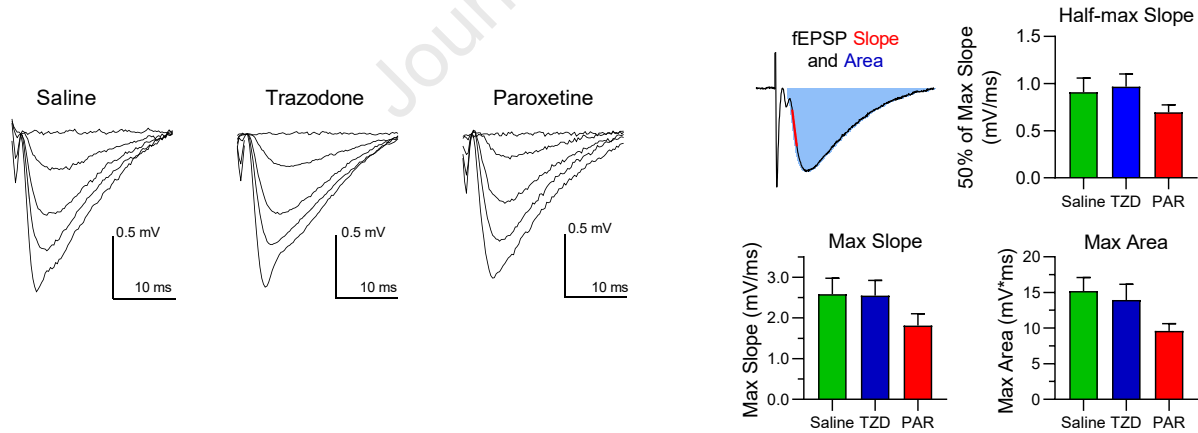 Jour
Saline
Trazodone
Paroxetine
0.5 mV
10 ms
0.5 mV
10 ms
0.5 mV
10 ms
fEPSP Slope
and Area
Half-max Slope
50% of Max Slope
(mV/ms)
1.5
1.0
0.5
0.0
Saline TZD PAR
Max Slope
Max Slope (mV/ms)
3.0
2.0
1.0
0.0
Saline TZD PAR
Max Area
Max Area (mV*ms)
20
15
10
5
0
Saline TZD PAR